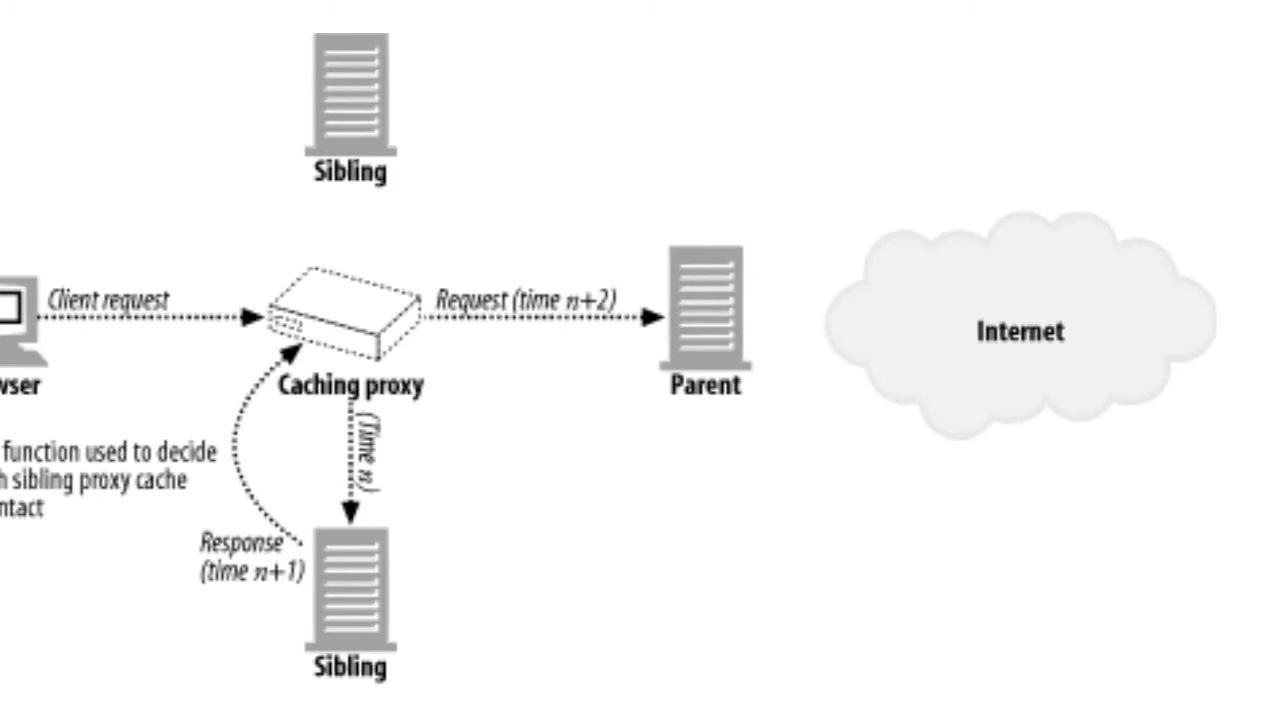 Sibling
Client request
Request (time n+2)
Internet
Caching proxy
Parent
(Time n)
function used to decide
sibling proxy cache
Response
(time n+1)
Sibling